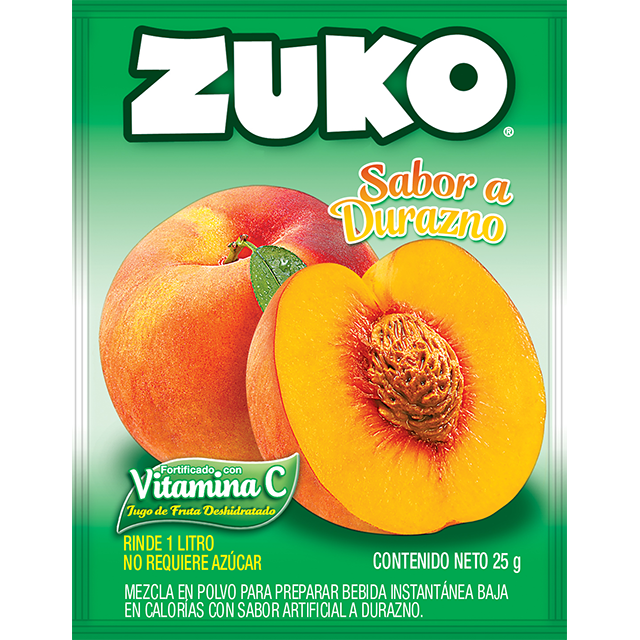 ZUKO®
Sabor a
Durazno
Fortificado con
Vitamina C
Jugo de Fruta Deshidratado
RINDE 1 LITRO
NO REQUIERE AZÚCAR
CONTENIDO NETO 25 g
MEZCLA EN POLVO PARA PREPARAR BEBIDA INSTANTÁNEA BAJA
EN CALORÍAS CON SABOR ARTIFICIAL A DURAZNO.